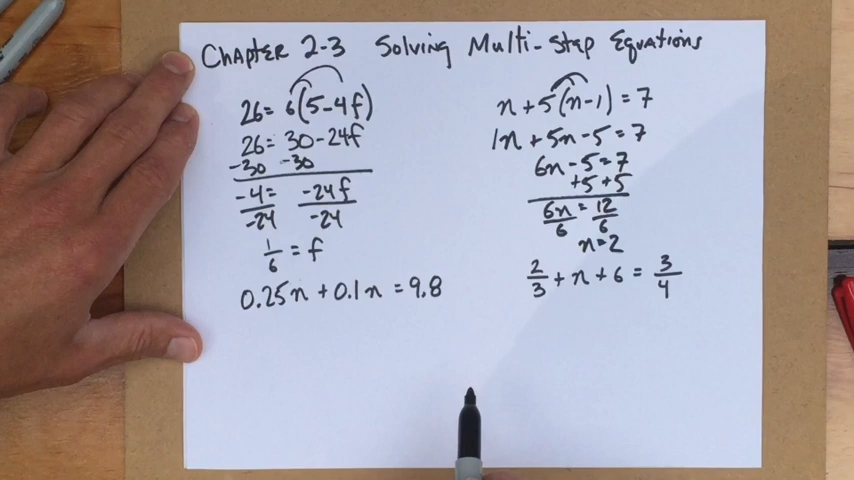 Chapter 2-3 Solving Multi-Step Equations
26 = 6(5-4f)
26 = 30-24f
-30 -30
-4 = -24f
-24 -24
1/6 = f
0.25n + 0.1n = 9.8
n + 5(n-1) = 7
1n + 5n - 5 = 7
6n - 5 = 7
+5 +5
6n/6 = 12/6
n = 2
2/3 + n + 6 = 3/4